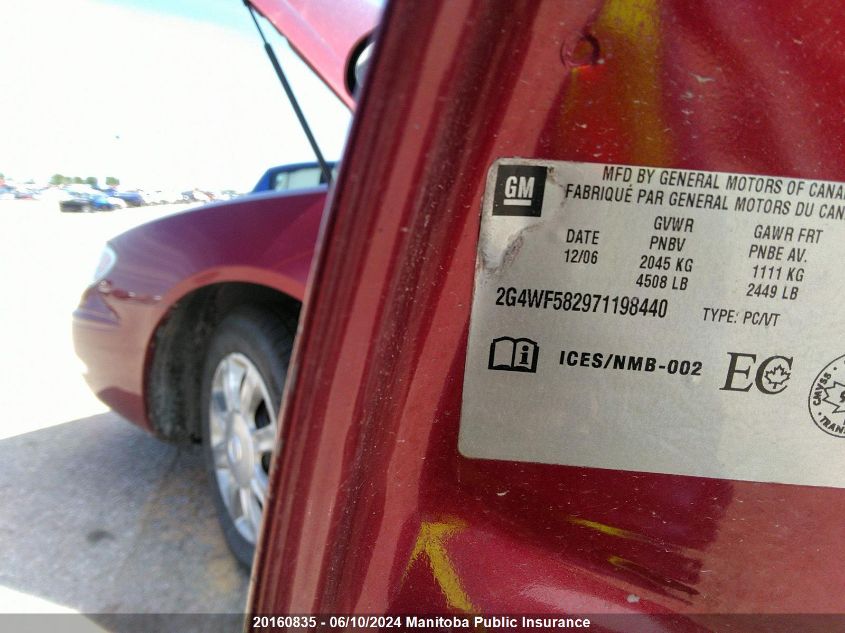 GM
MFD BY GENERAL MOTORS OF CANA
FABRIQUÉ PAR GENERAL MOTORS DU CAN
DATE
12/06
GVWR
PNBV
2045 KG
4508 LB
GAWR FRT
PNBE AV.
1111 KG
2449 LB
2G4WF582971198440
TYPE: PC/VT
ICES/NMB-002
EC
CMVSS
TRAN
20160835 - 06/10/2024 Manitoba Public Insurance